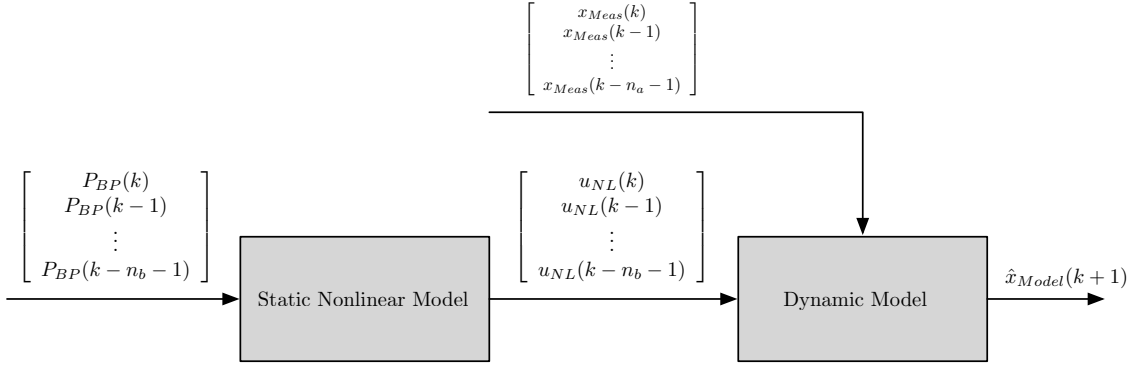 x_{Meas}(k)
x_{Meas}(k−1)
⋮
x_{Meas}(k − n_a − 1)
P_{BP}(k)
P_{BP}(k−1)
⋮
P_{BP}(k − n_b − 1)
u_{NL}(k)
u_{NL}(k−1)
⋮
u_{NL}(k − n_b − 1)
Static Nonlinear Model
Dynamic Model
x̂_{Model}(k+1)